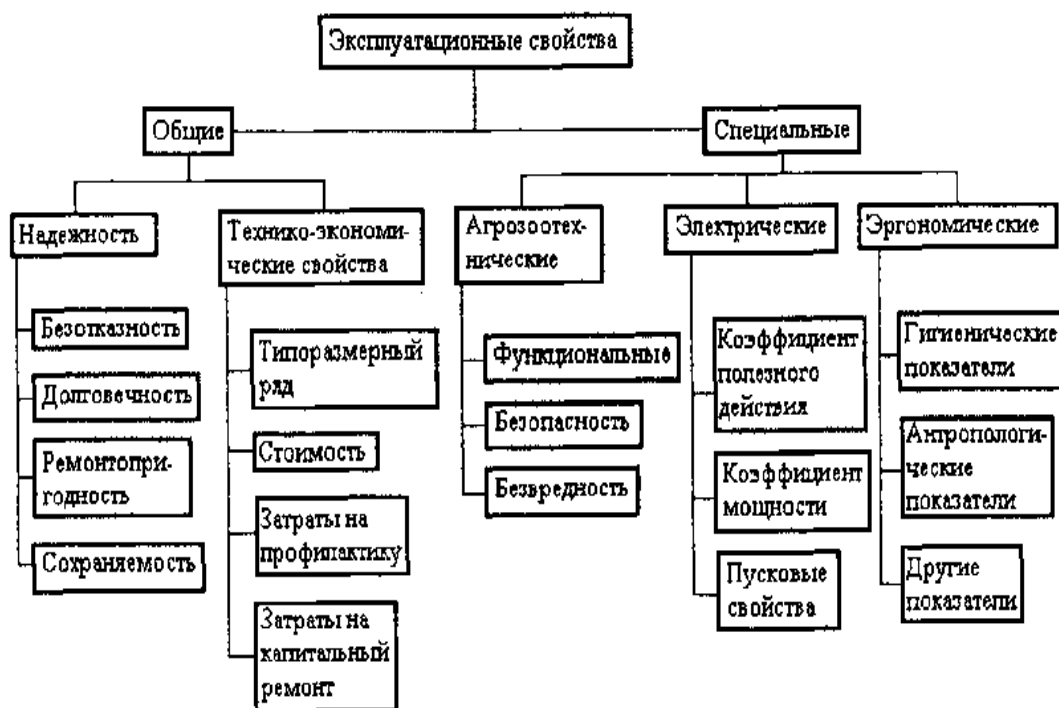 Эксплуатационные свойства
Общие
Специальные
Надежность
Технико-экономи-
ческие свойства
Агрозоотех-
нические
Электрические
Эргономические
Безотказность
Долговечность
Ремонтопри-
годность
Сохраняемость
Типоразмерный
ряд
Стоимость
Затраты на
профилактику
Затраты на
капитальный
ремонт
Функциональные
Безопасность
Безвредность
Коэффициент
полезного
действия
Коэффициент
мощности
Пусковые
свойства
Гигиенические
показатели
Антропологи-
ческие
показатели
Другие
показатели